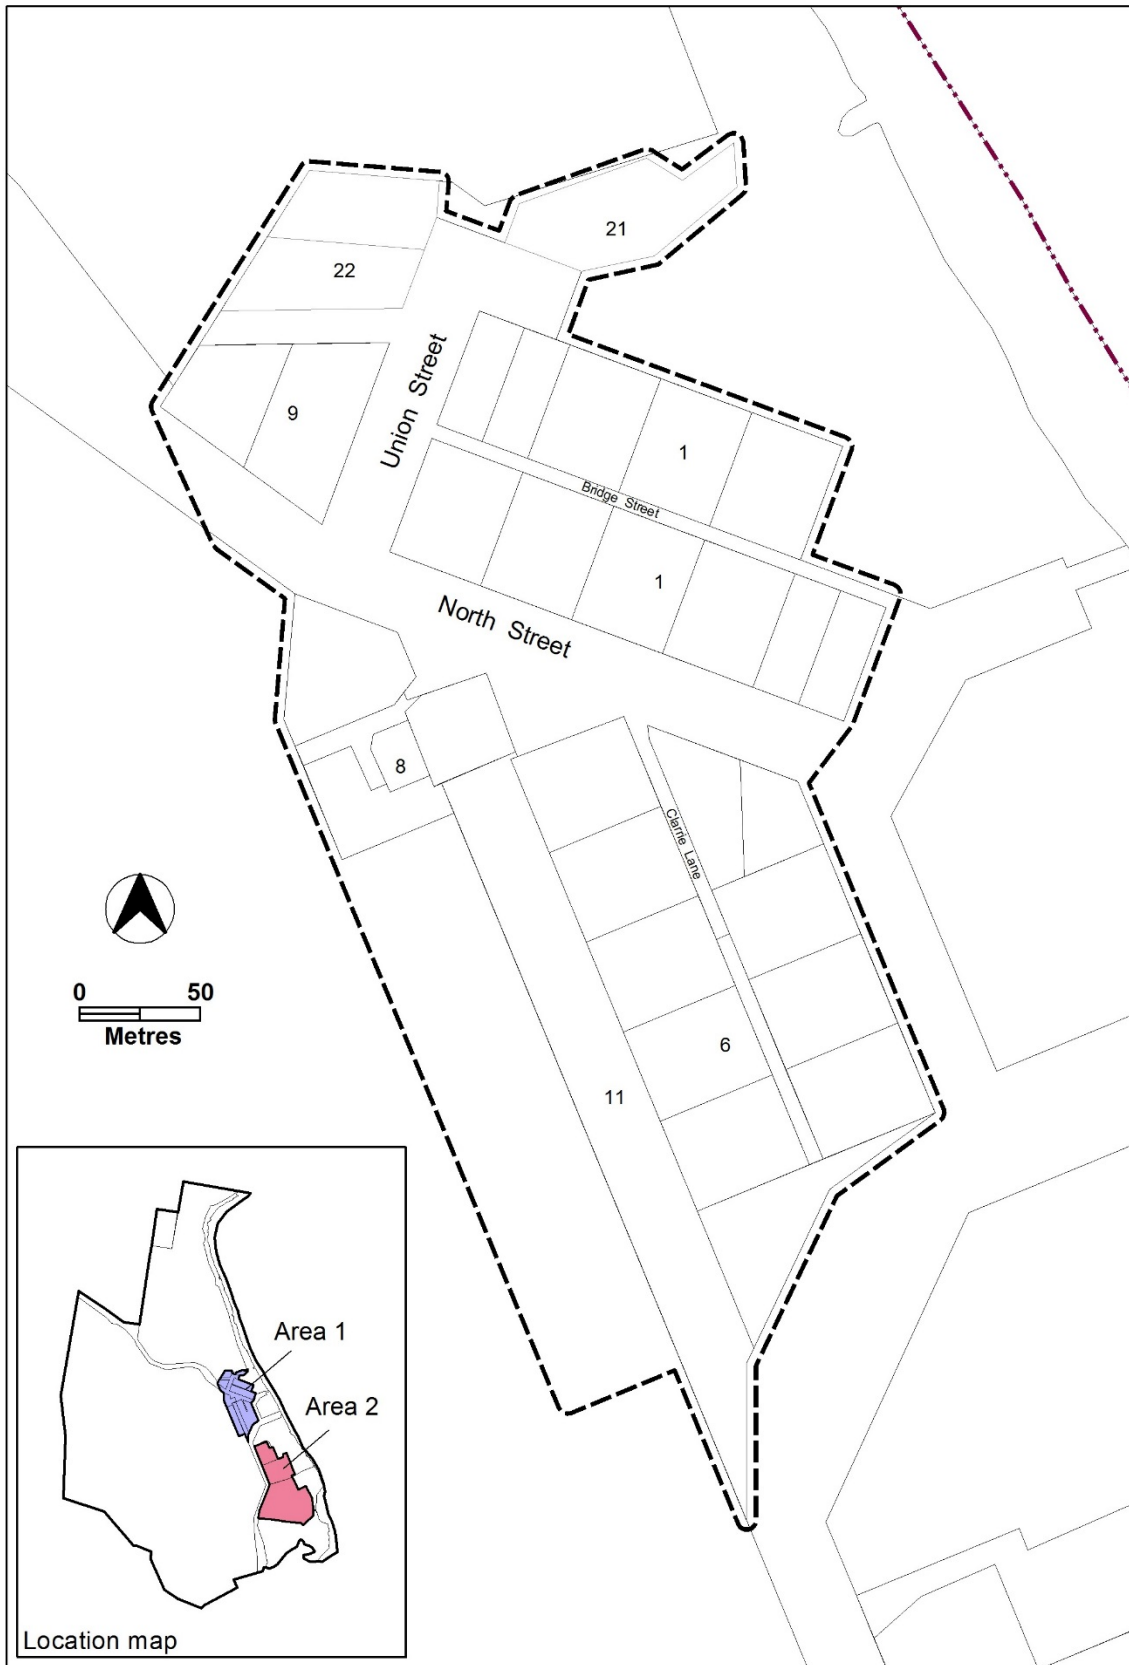 21
22
Union Street
9
1
Bridge Street
1
North Street
8
Clarrie Lane
0 50
Metres
6
11
Area 1
Area 2
Location map